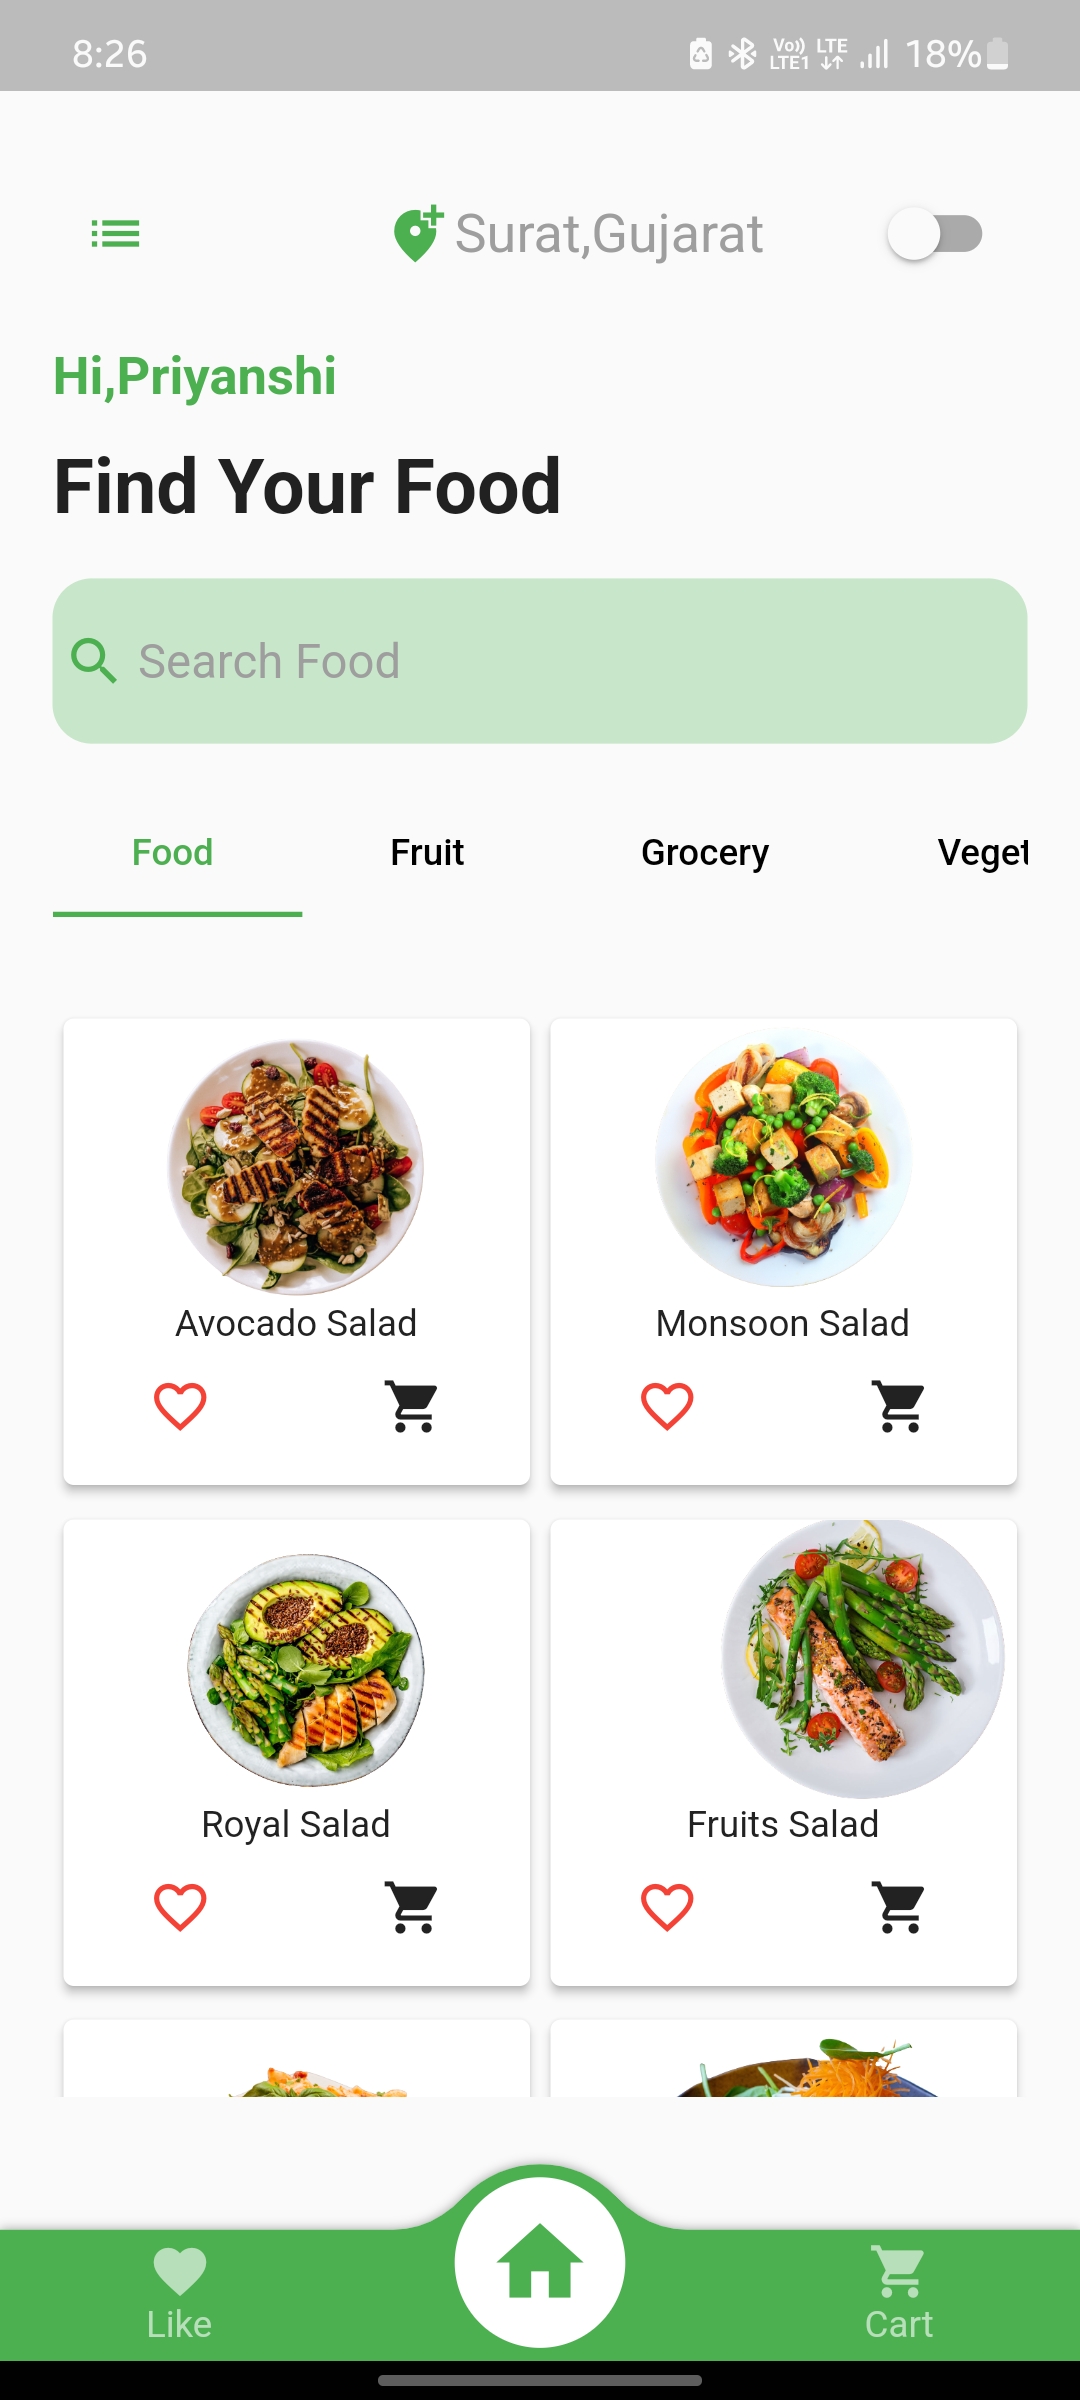 8:26
Vo)) LTE 18%
LTE1
Surat,Gujarat
Hi,Priyanshi
Find Your Food
Search Food
Food Fruit Grocery Veget
Avocado Salad Monsoon Salad
Royal Salad Fruits Salad
Like Cart